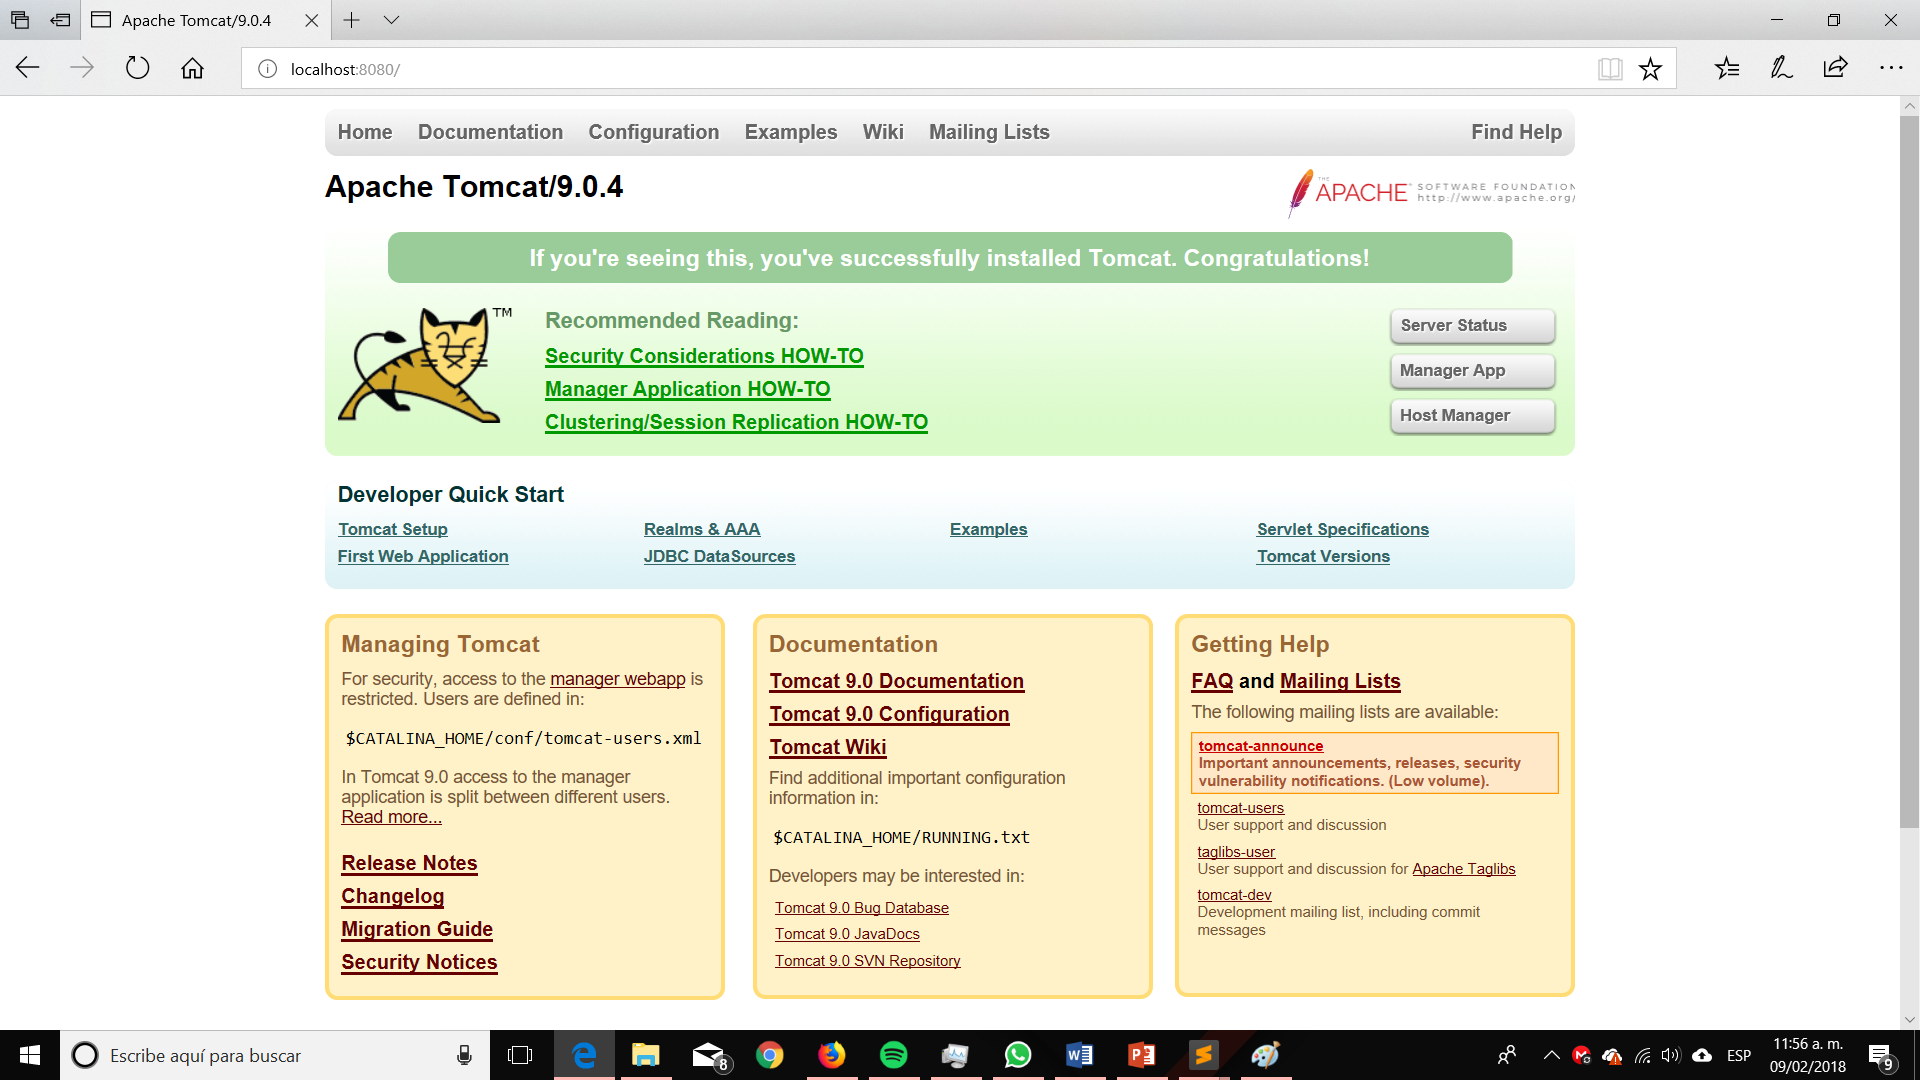 Apache Tomcat/9.0.4
localhost:8080/
Home Documentation Configuration Examples Wiki Mailing Lists Find Help
Apache Tomcat/9.0.4
THE
APACHE® SOFTWARE FOUNDATION
http://www.apache.org/
If you're seeing this, you've successfully installed Tomcat. Congratulations!
TM
Recommended Reading:
Security Considerations HOW-TO
Manager Application HOW-TO
Clustering/Session Replication HOW-TO
Server Status
Manager App
Host Manager
Developer Quick Start
Tomcat Setup
First Web Application
Realms & AAA
JDBC DataSources
Examples
Servlet Specifications
Tomcat Versions
Managing Tomcat
For security, access to the manager webapp is
restricted. Users are defined in:
$CATALINA_HOME/conf/tomcat-users.xml
In Tomcat 9.0 access to the manager
application is split between different users.
Read more...
Release Notes
Changelog
Migration Guide
Security Notices
Documentation
Tomcat 9.0 Documentation
Tomcat 9.0 Configuration
Tomcat Wiki
Find additional important configuration
information in:
$CATALINA_HOME/RUNNING.txt
Developers may be interested in:
Tomcat 9.0 Bug Database
Tomcat 9.0 JavaDocs
Tomcat 9.0 SVN Repository
Getting Help
FAQ and Mailing Lists
The following mailing lists are available:
tomcat-announce
Important announcements, releases, security
vulnerability notifications. (Low volume).
tomcat-users
User support and discussion
taglibs-user
User support and discussion for Apache Taglibs
tomcat-dev
Development mailing list, including commit
messages
Escribe aquí para buscar
8
ESP
11:56 a. m.
09/02/2018
9